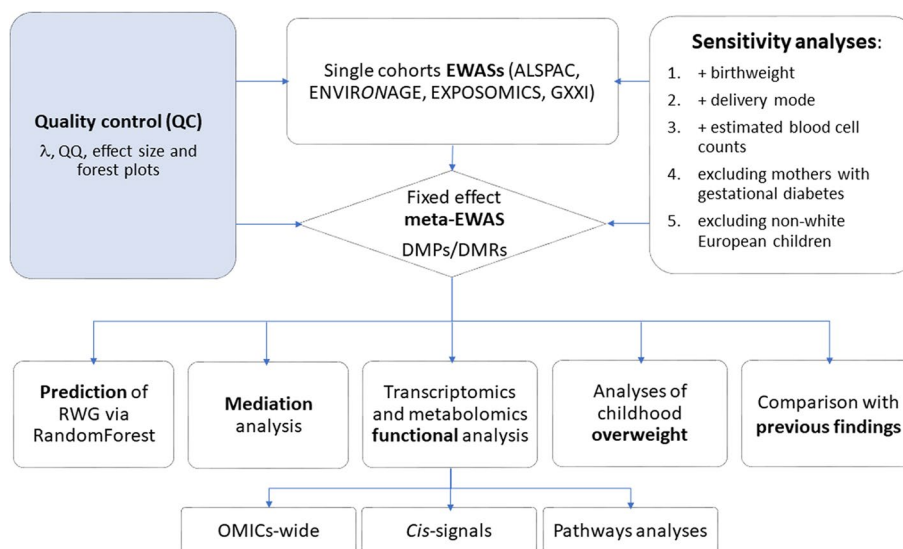 Quality control (QC)
λ, QQ, effect size and
forest plots
Single cohorts EWASs (ALSPAC,
ENVIRONAGE, EXPOSOMICS, GXXI)
Sensitivity analyses:
1. + birthweight
2. + delivery mode
3. + estimated blood cell
counts
4. excluding mothers with
gestational diabetes
5. excluding non-white
European children
Fixed effect
meta-EWAS
DMPs/DMRs
Prediction of
RWG via
RandomForest
Mediation
analysis
Transcriptomics
and metabolomics
functional analysis
Analyses of
childhood
overweight
Comparison with
previous findings
OMICs-wide
Cis-signals
Pathways analyses